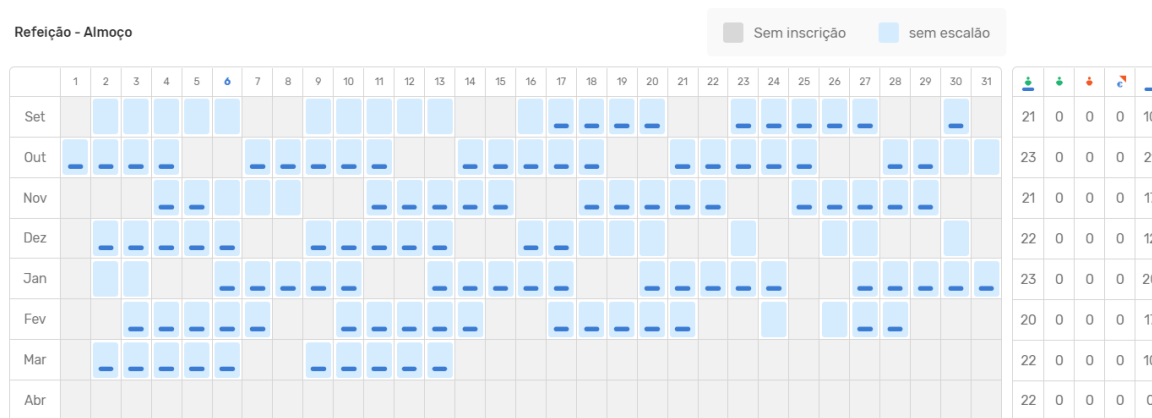 Refeição - Almoço
Sem inscrição sem escalão
1 2 3 4 5 6 7 8 9 10 11 12 13 14 15 16 17 18 19 20 21 22 23 24 25 26 27 28 29 30 31
Set 21 0 0 0
Out 23 0 0 0
Nov 21 0 0 0
Dez 22 0 0 0
Jan 23 0 0 0
Fev 20 0 0 0
Mar 22 0 0 0
Abr 22 0 0 0